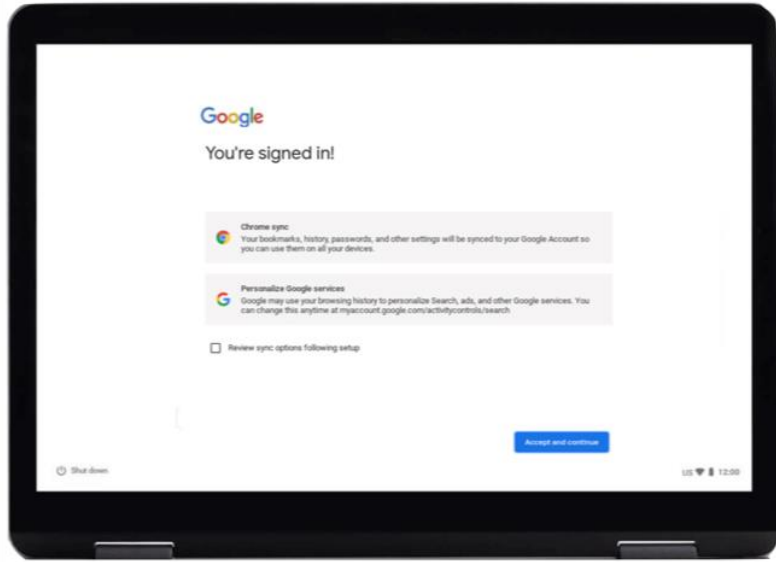 Google
You're signed in!
Chrome sync
Your bookmarks, history, passwords, and other settings will be synced to your Google Account so
you can use them on all your devices.
Personalize Google services
Google may use your browsing history to personalize Search, ads, and other Google services. You
can change this anytime at myaccount.google.com/activitycontrols/search
Review sync options following setup
Accept and continue
Shut down
US 12:00